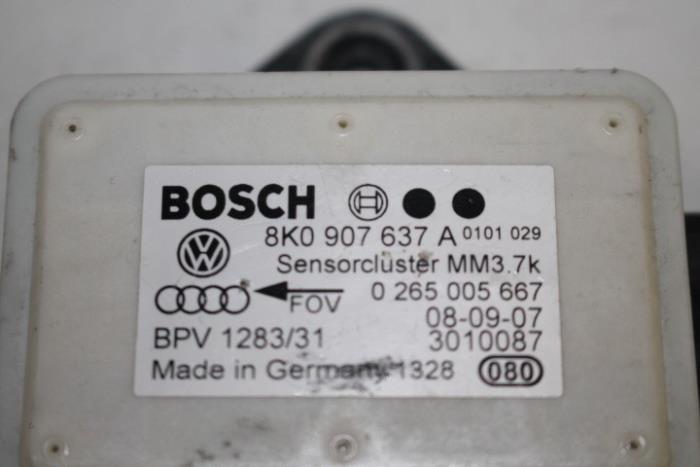 BOSCH
8K0 907 637 A 0101 029
Sensorcluster MM3.7k
FOV 0 265 005 667
08-09-07
BPV 1283/31 3010087
Made in Germany 1328 080